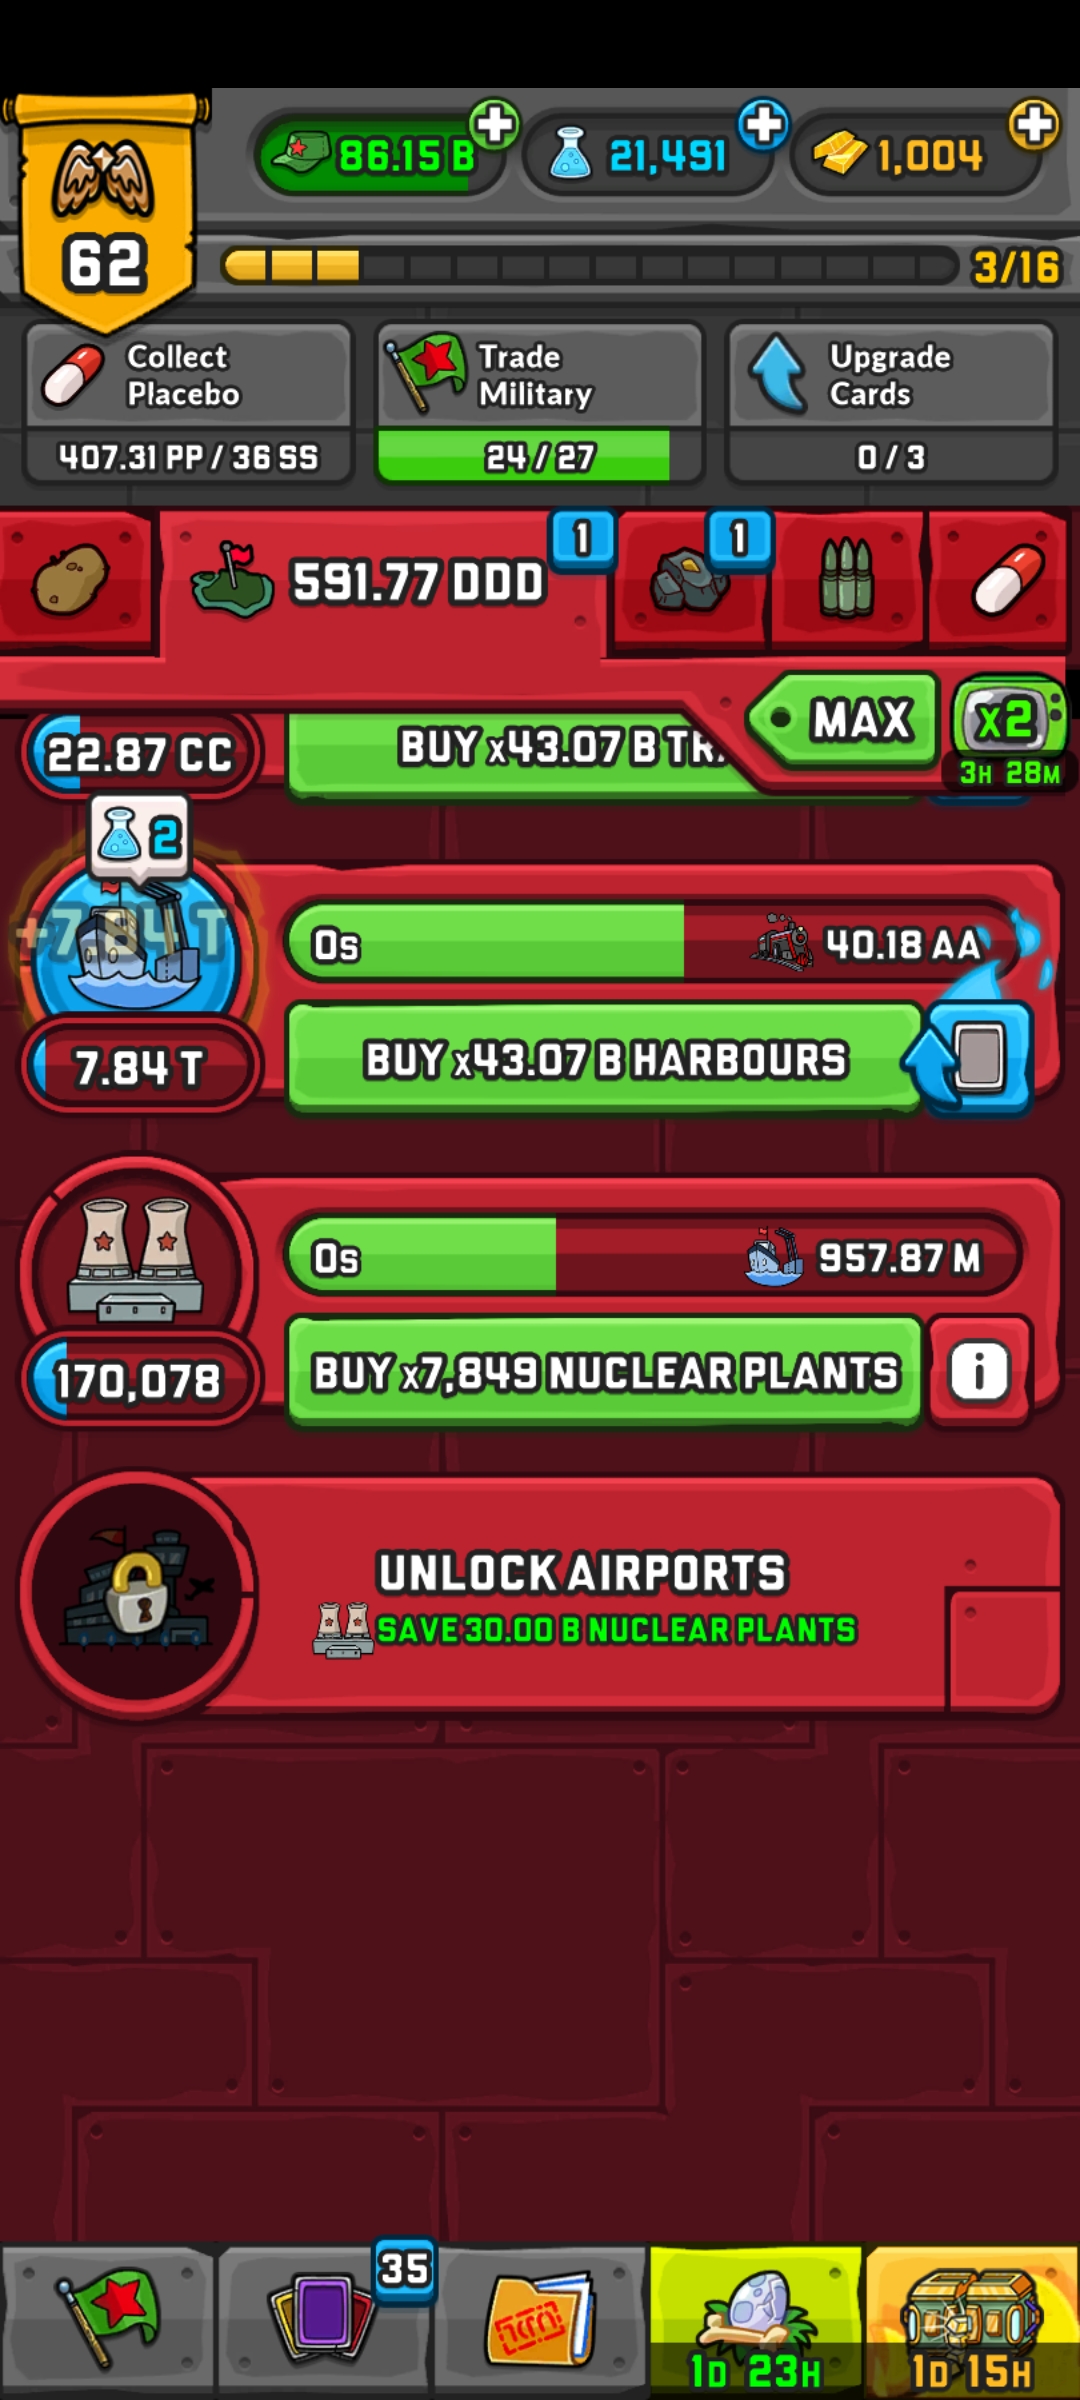 86.15 B
21,491
1,004
62
3/16
Collect
Placebo
407.31 PP / 36 SS
Trade
Military
24 / 27
Upgrade
Cards
0 / 3
591.77 DDD
1
1
MAX
x2
3H 28M
22.87 CC
BUY x43.07 B
2
+7.84 T
0s
40.18 AA
7.84 T
BUY x43.07 B HARBOURS
0s
957.87 M
170,078
BUY x7,849 NUCLEAR PLANTS
i
UNLOCK AIRPORTS
SAVE 30.00 B NUCLEAR PLANTS
35
1D 23H
1D 15H